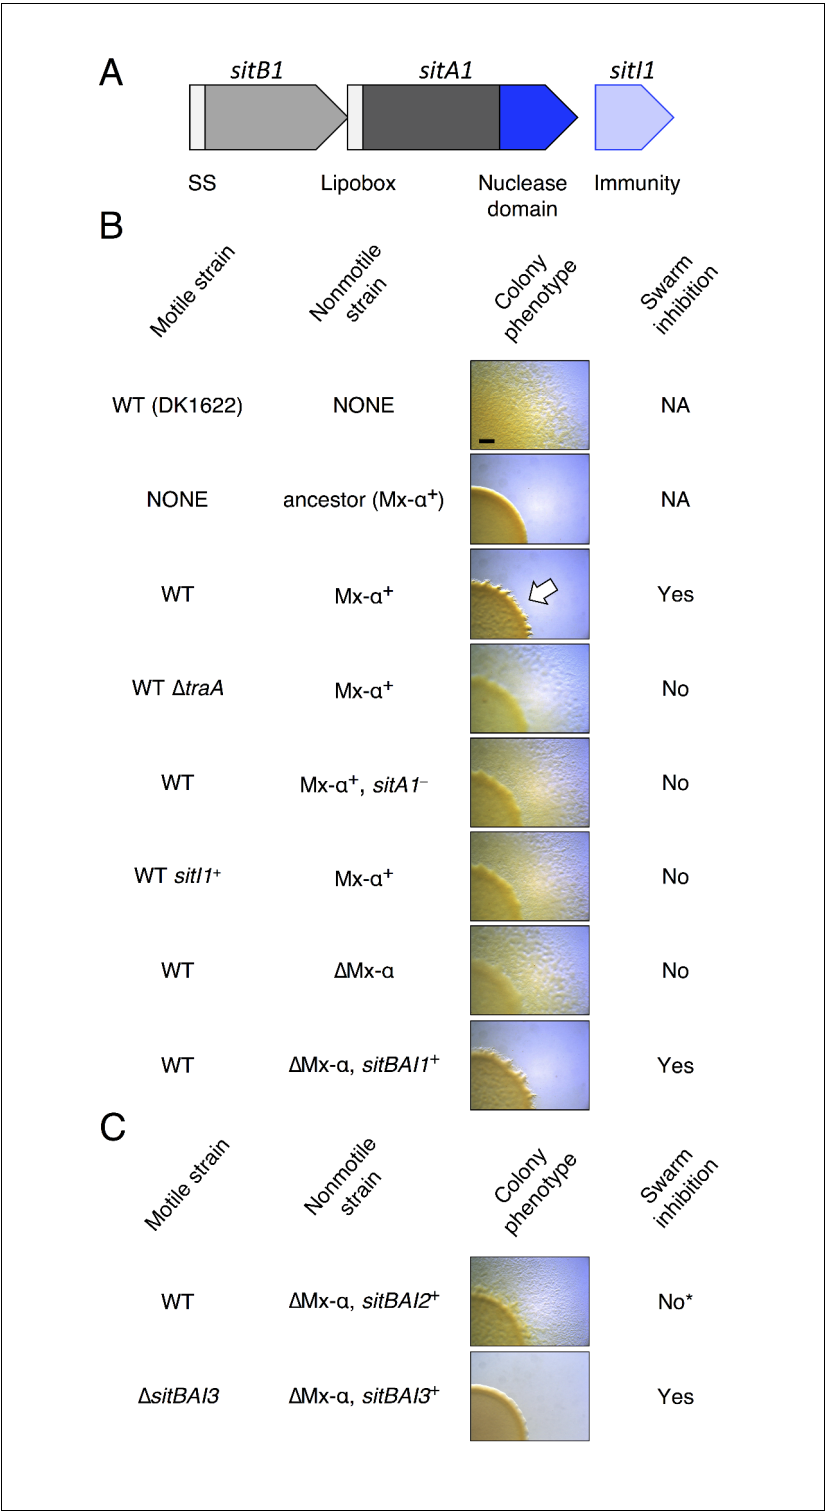 A
sitB1 sitA1 sitI1
SS Lipobox Nuclease domain Immunity
B
Motile strain Nonmotile strain Colony phenotype Swarm inhibition
WT (DK1622) NONE NA
NONE ancestor (Mx-α⁺) NA
WT Mx-α⁺ Yes
WT ΔtraA Mx-α⁺ No
WT Mx-α⁺, sitA1⁻ No
WT sitI1⁺ Mx-α⁺ No
WT ΔMx-α No
WT ΔMx-α, sitBAI1⁺ Yes
C
Motile strain Nonmotile strain Colony phenotype Swarm inhibition
WT ΔMx-α, sitBAI2⁺ No*
ΔsitBAI3 ΔMx-α, sitBAI3⁺ Yes